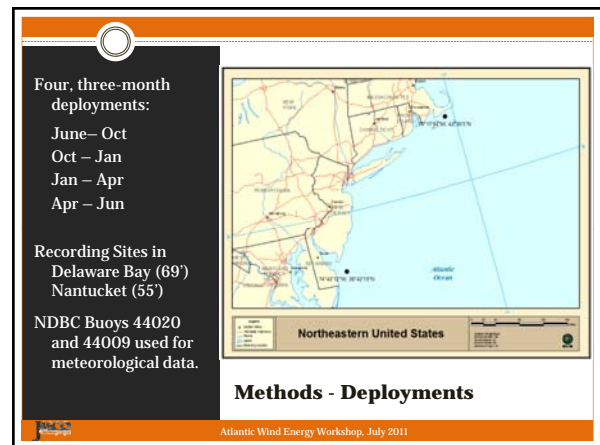 Four, three-month
deployments:
June– Oct
Oct – Jan
Jan – Apr
Apr – Jun
Recording Sites in
Delaware Bay (69’)
Nantucket (55’)
NDBC Buoys 44020
and 44009 used for
meteorological data.
Atlantic
Ocean
Northeastern United States
Methods - Deployments
Atlantic Wind Energy Workshop, July 2011